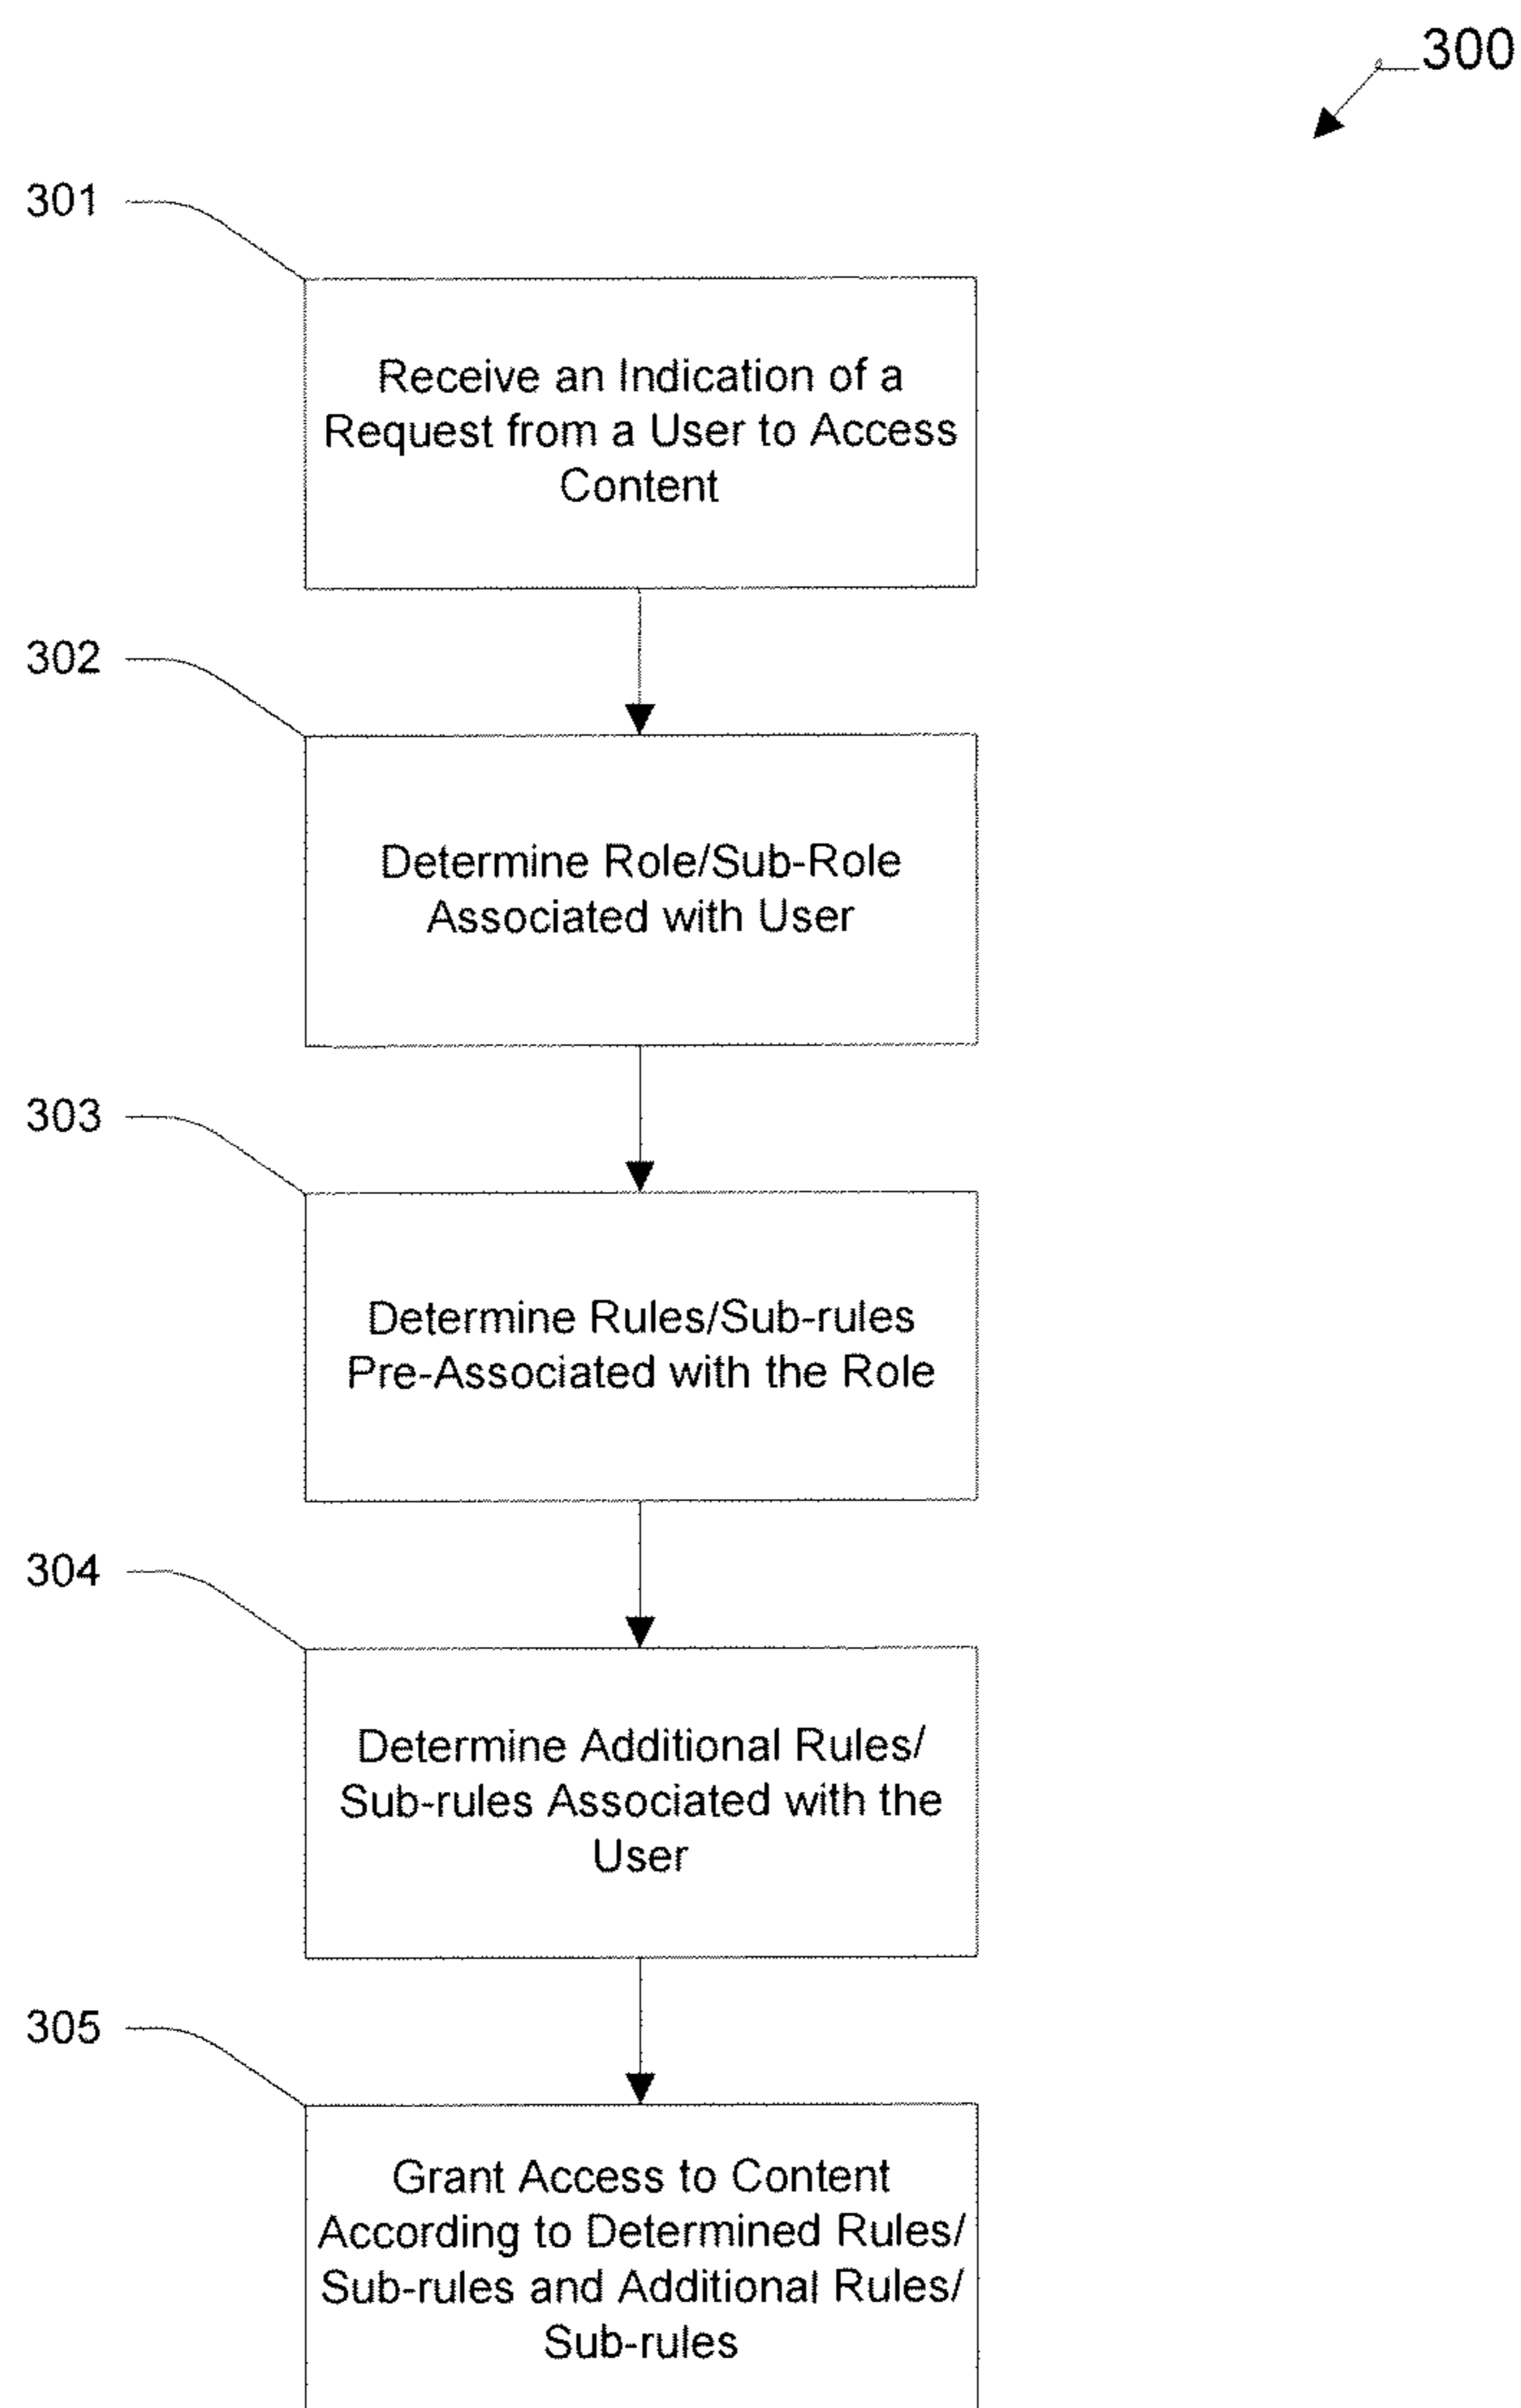 300
301
Receive an Indication of a
Request from a User to Access
Content
302
Determine Role/Sub-Role
Associated with User
303
Determine Rules/Sub-rules
Pre-Associated with the Role
304
Determine Additional Rules/
Sub-rules Associated with the
User
305
Grant Access to Content
According to Determined Rules/
Sub-rules and Additional Rules/
Sub-rules